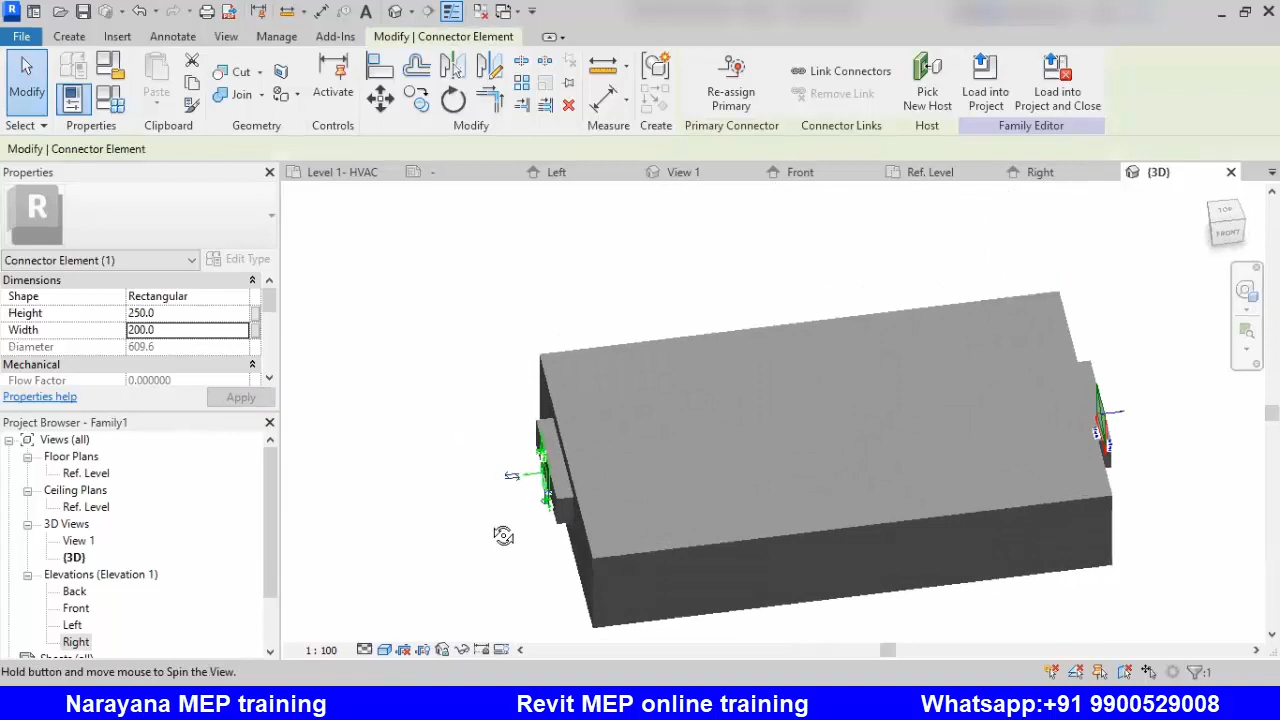 File Create Insert Annotate View Manage Add-Ins Modify | Connector Element
Modify
Paste
Cut
Join
Activate
Re-assign
Primary
Link Connectors
Remove Link
Pick
New Host
Load into
Project
Load into
Project and Close
Select Properties Clipboard Geometry Controls Modify Measure Create Primary Connector Connector Links Host Family Editor
Modify | Connector Element
Properties
Level 1- HVAC - Left View 1 Front Ref. Level Right (3D)
TOP
FRONT
R
Connector Element (1) Edit Type
Dimensions
Shape Rectangular
Height 250.0
Width 200.0
Diameter 609.6
Mechanical
Flow Factor 0.000000
Properties help Apply
Project Browser - Family1
Views (all)
Floor Plans
Ref. Level
Ceiling Plans
Ref. Level
3D Views
View 1
(3D)
Elevations (Elevation 1)
Back
Front
Left
Right
Sheets (all)
1 : 100
Hold button and move mouse to Spin the View.
:1
Narayana MEP training Revit MEP online training Whatsapp:+91 9900529008